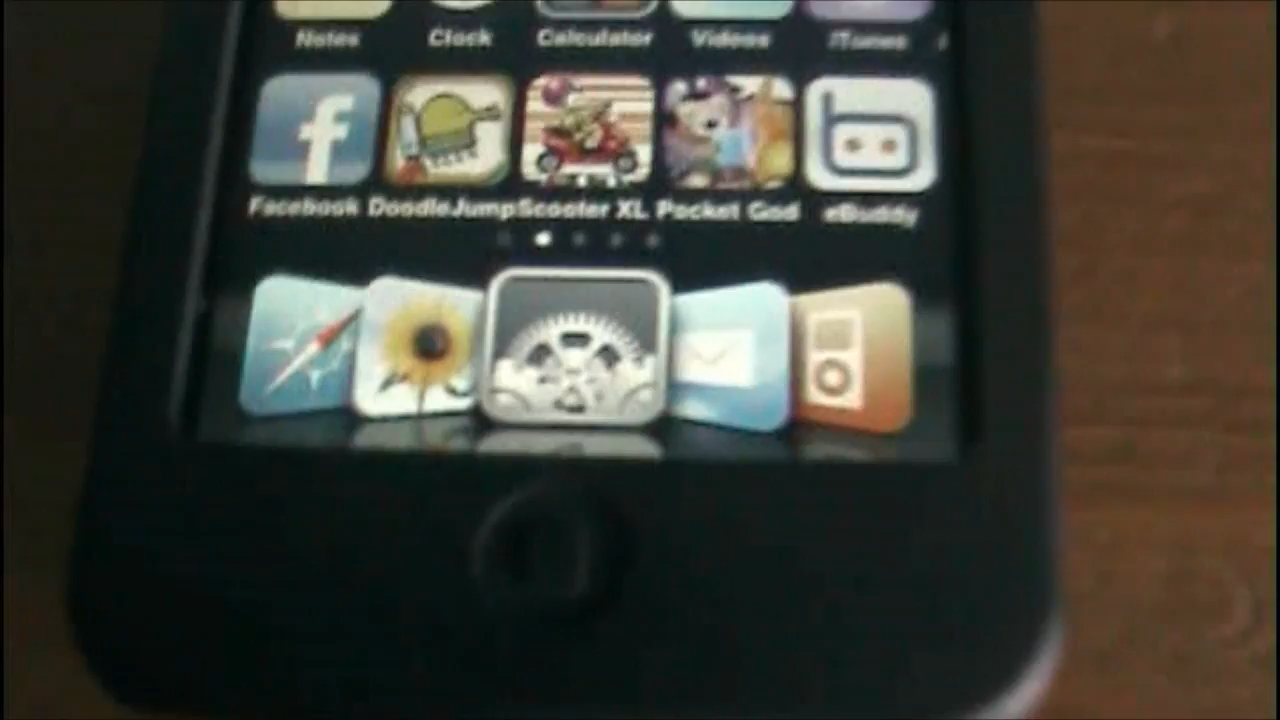 Notes Clock Calculator Videos iTunes
f b
Facebook DoodleJump Scooter XL Pocket God eBuddy